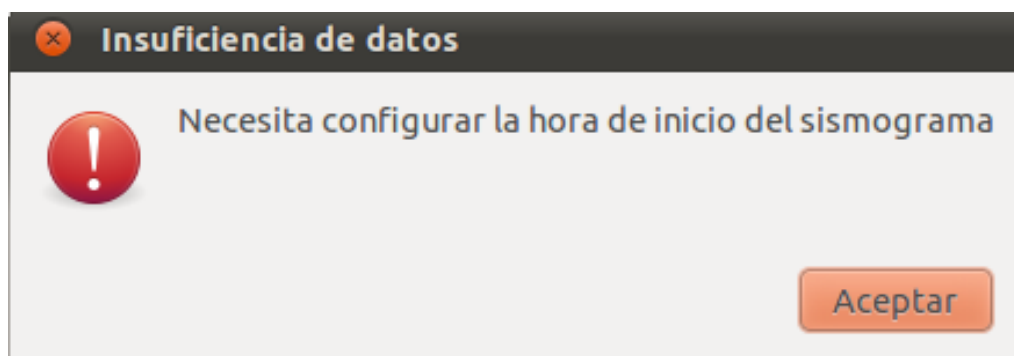 Insuficiencia de datos
Necesita configurar la hora de inicio del sismograma
Aceptar